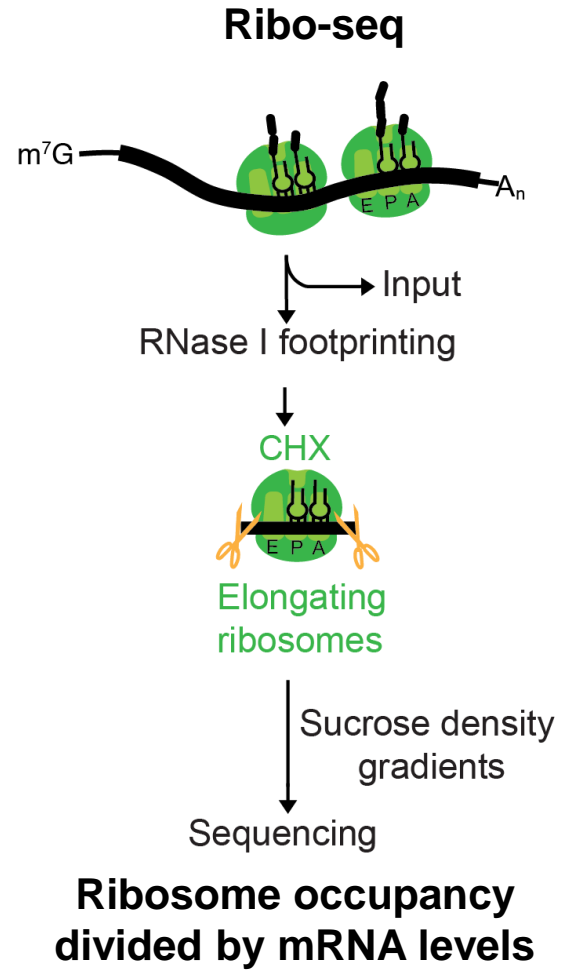 Ribo-seq
m⁷G
E P A
Aₙ
Input
RNase I footprinting
CHX
E P A
Elongating
ribosomes
Sucrose density
gradients
Sequencing
Ribosome occupancy
divided by mRNA levels